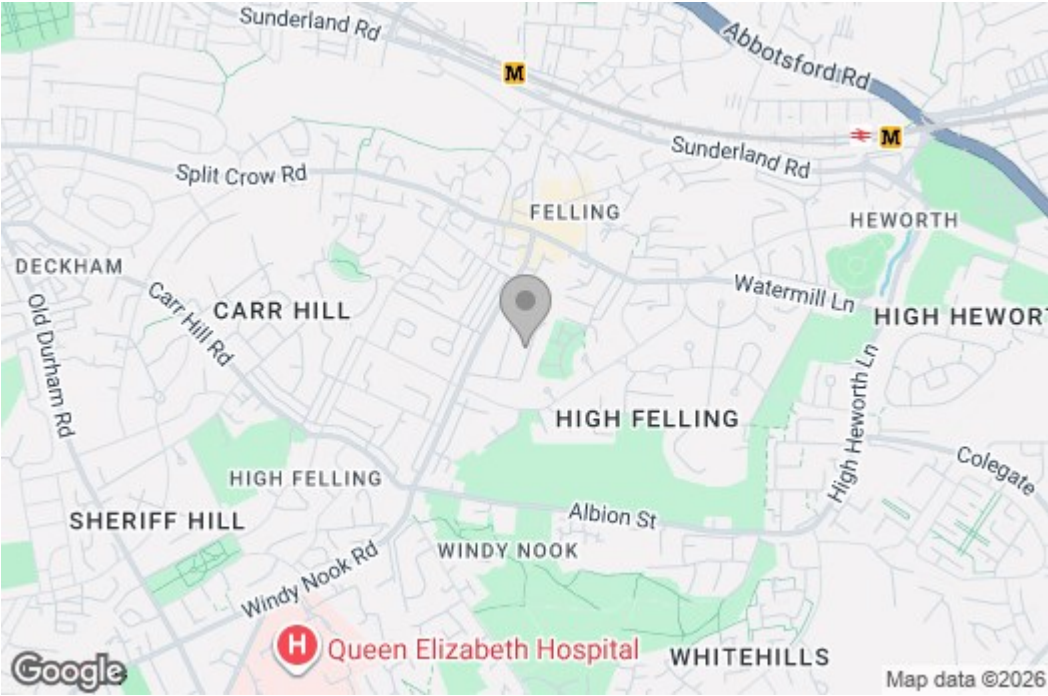 Sunderland Rd
Abbotsford Rd
M
M
Sunderland Rd
Split Crow Rd
FELLING
HEWORTH
DECKHAM
Watermill Ln
CARR HILL
Carr Hill Rd
Old Durham Rd
HIGH HEWORT
HIGH FELLING
High Heworth Ln
HIGH FELLING
Colegate
SHERIFF HILL
Albion St
WINDY NOOK
Windy Nook Rd
H
Queen Elizabeth Hospital
WHITEHILLS
Google
Map data ©2026